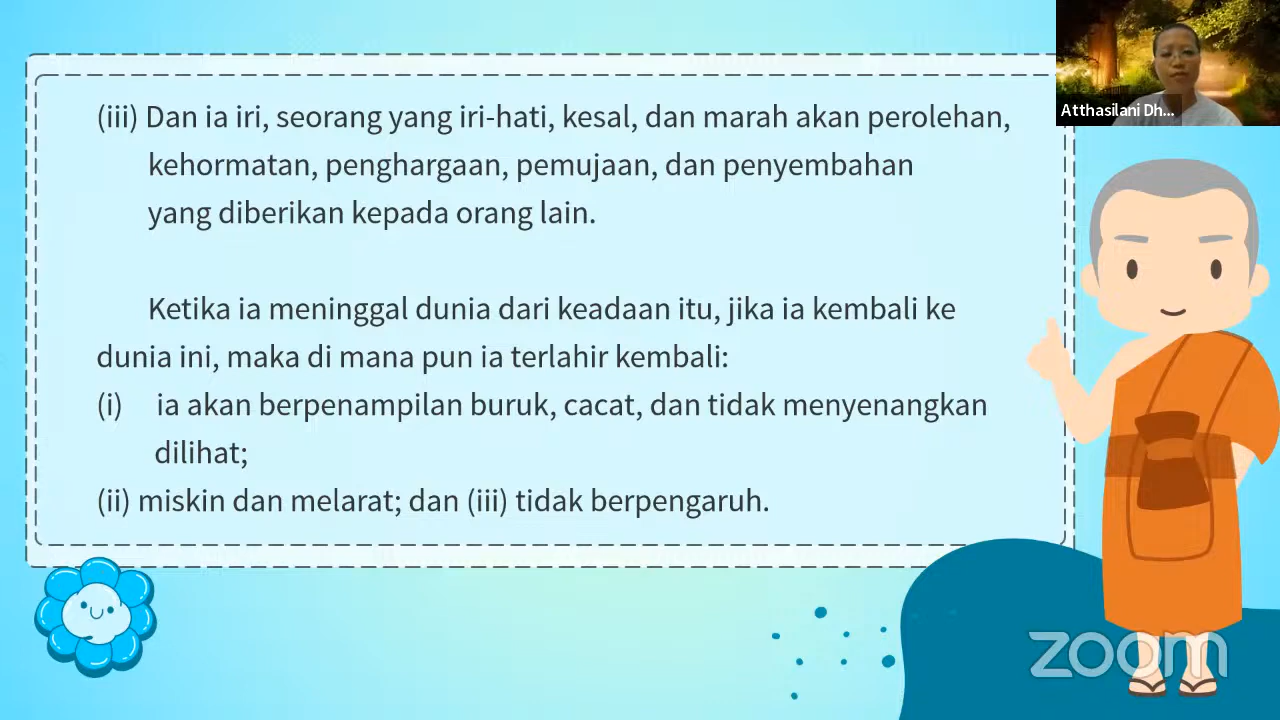 (iii) Dan ia iri, seorang yang iri-hati, kesal, dan marah akan perolehan,
kehormatan, penghargaan, pemujaan, dan penyembahan
yang diberikan kepada orang lain.
Ketika ia meninggal dunia dari keadaan itu, jika ia kembali ke
dunia ini, maka di mana pun ia terlahir kembali:
(i) ia akan berpenampilan buruk, cacat, dan tidak menyenangkan
dilihat;
(ii) miskin dan melarat; dan (iii) tidak berpengaruh.
Atthasilani Dh...
zoom